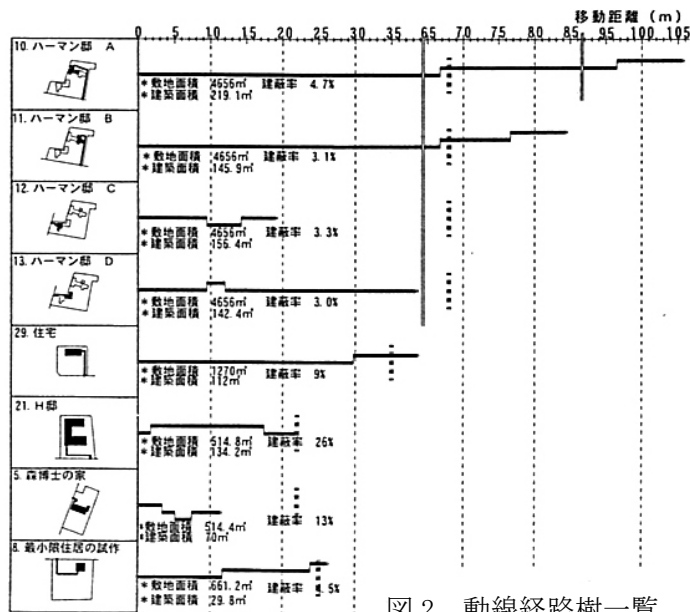 移動距離 (m)
0 5 15 25 35 45 65 75 85 95 105
10. ハーマン邸 A
*敷地面積 4656㎡ 建蔽率 4.7%
*建築面積 219.1㎡
11. ハーマン邸 B
*敷地面積 4656㎡ 建蔽率 3.1%
*建築面積 145.9㎡
12. ハーマン邸 C
*敷地面積 4656㎡ 建蔽率 3.3%
*建築面積 156.4㎡
13. ハーマン邸 D
*敷地面積 4656㎡ 建蔽率 3.0%
*建築面積 142.4㎡
29. 住宅
*敷地面積 1270㎡ 建蔽率 9%
*建築面積 112㎡
21. H邸
*敷地面積 514.8㎡ 建蔽率 26%
*建築面積 134.2㎡
5. 森博士の家
*敷地面積 514.4㎡ 建蔽率 13%
*建築面積 70㎡
8. 最小限住居の試作
*敷地面積 661.2㎡ 建蔽率 .5%
*建築面積 29.8㎡
0 10 20 30 40 70 80 90 100
図2 動線経路樹一覧